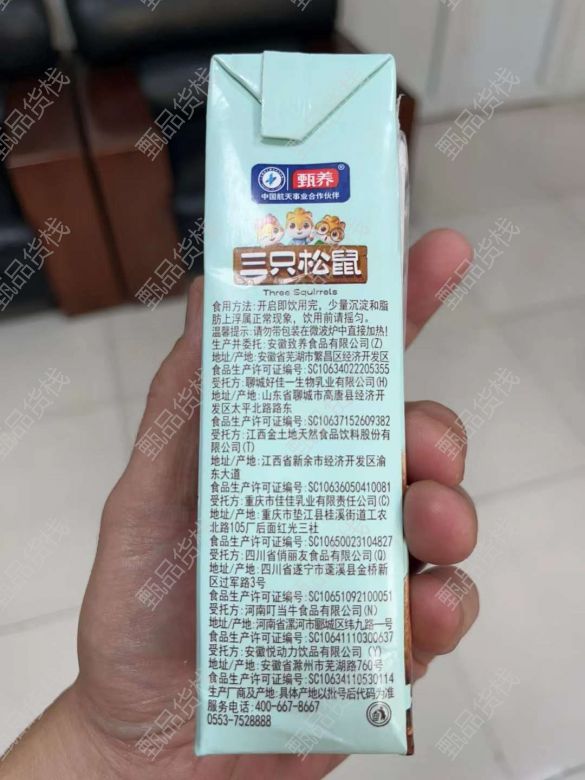 甄养®
中国航天事业合作伙伴
三只松鼠
Three Squirrels
食用方法：开启即饮用完，少量沉淀和脂
肪上浮属正常现象，饮用前请摇匀。
温馨提示：请勿带包装在微波炉中直接加热！
生产并委托：安徽致养食品有限公司(Z)
地址/产地：安徽省芜湖市繁昌区经济开发区
食品生产许可证编号：SC10634022205355
受托方：聊城好佳一生物乳业有限公司(H)
地址/产地：山东省聊城市高唐县经济开
发区太平北路路东
食品生产许可证编号：SC10637152609382
受托方：江西金土地天然食品饮料股份有
限公司(T)
地址/产地：江西省新余市经济开发区渝
东大道
食品生产许可证编号：SC10636050410081
受托方：重庆市佳佳乳业有限责任公司(C)
地址/产地：重庆市垫江县桂溪街道工农
北路105厂后面红光三社
食品生产许可证编号：SC10650023104827
受托方：四川省俏丽友食品有限公司(Q)
地址/产地：四川省遂宁市蓬溪县金桥新
区过军路3号
食品生产许可证编号：SC10651092100051
受托方：河南叮当牛食品有限公司(N)
地址/产地：河南省漯河市郾城区纬九路一号
食品生产许可证编号：SC10641110300637
受托方：安徽悦动力饮品有限公司（Y）
地址/产地：安徽省滁州市芜湖路760号
食品生产许可证编号：SC10634110530114
生产厂商及产地：具体产地以批号后代码为准
服务电话：400-667-8667
0553-7528888
甄品货栈